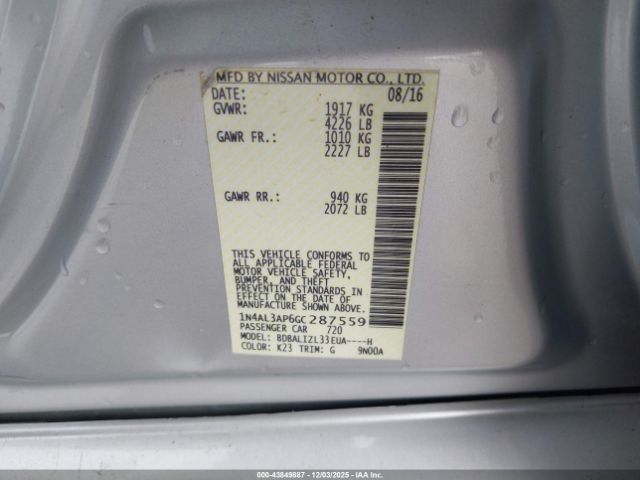 MFD BY NISSAN MOTOR CO., LTD.
DATE: 08/16
GVWR: 1917 KG
4226 LB
GAWR FR.: 1010 KG
2227 LB
GAWR RR.: 940 KG
2072 LB
THIS VEHICLE CONFORMS TO
ALL APPLICABLE FEDERAL
MOTOR VEHICLE SAFETY,
BUMPER, AND THEFT
PREVENTION STANDARDS IN
EFFECT ON THE DATE OF
MANUFACTURE SHOWN ABOVE.
1N4AL3AP6GC287559
PASSENGER CAR 720
MODEL: BDBALIZL33EUA----H
COLOR: K23 TRIM: G 9N00A
000-43849887 | 12/03/2025 | IAA Inc.